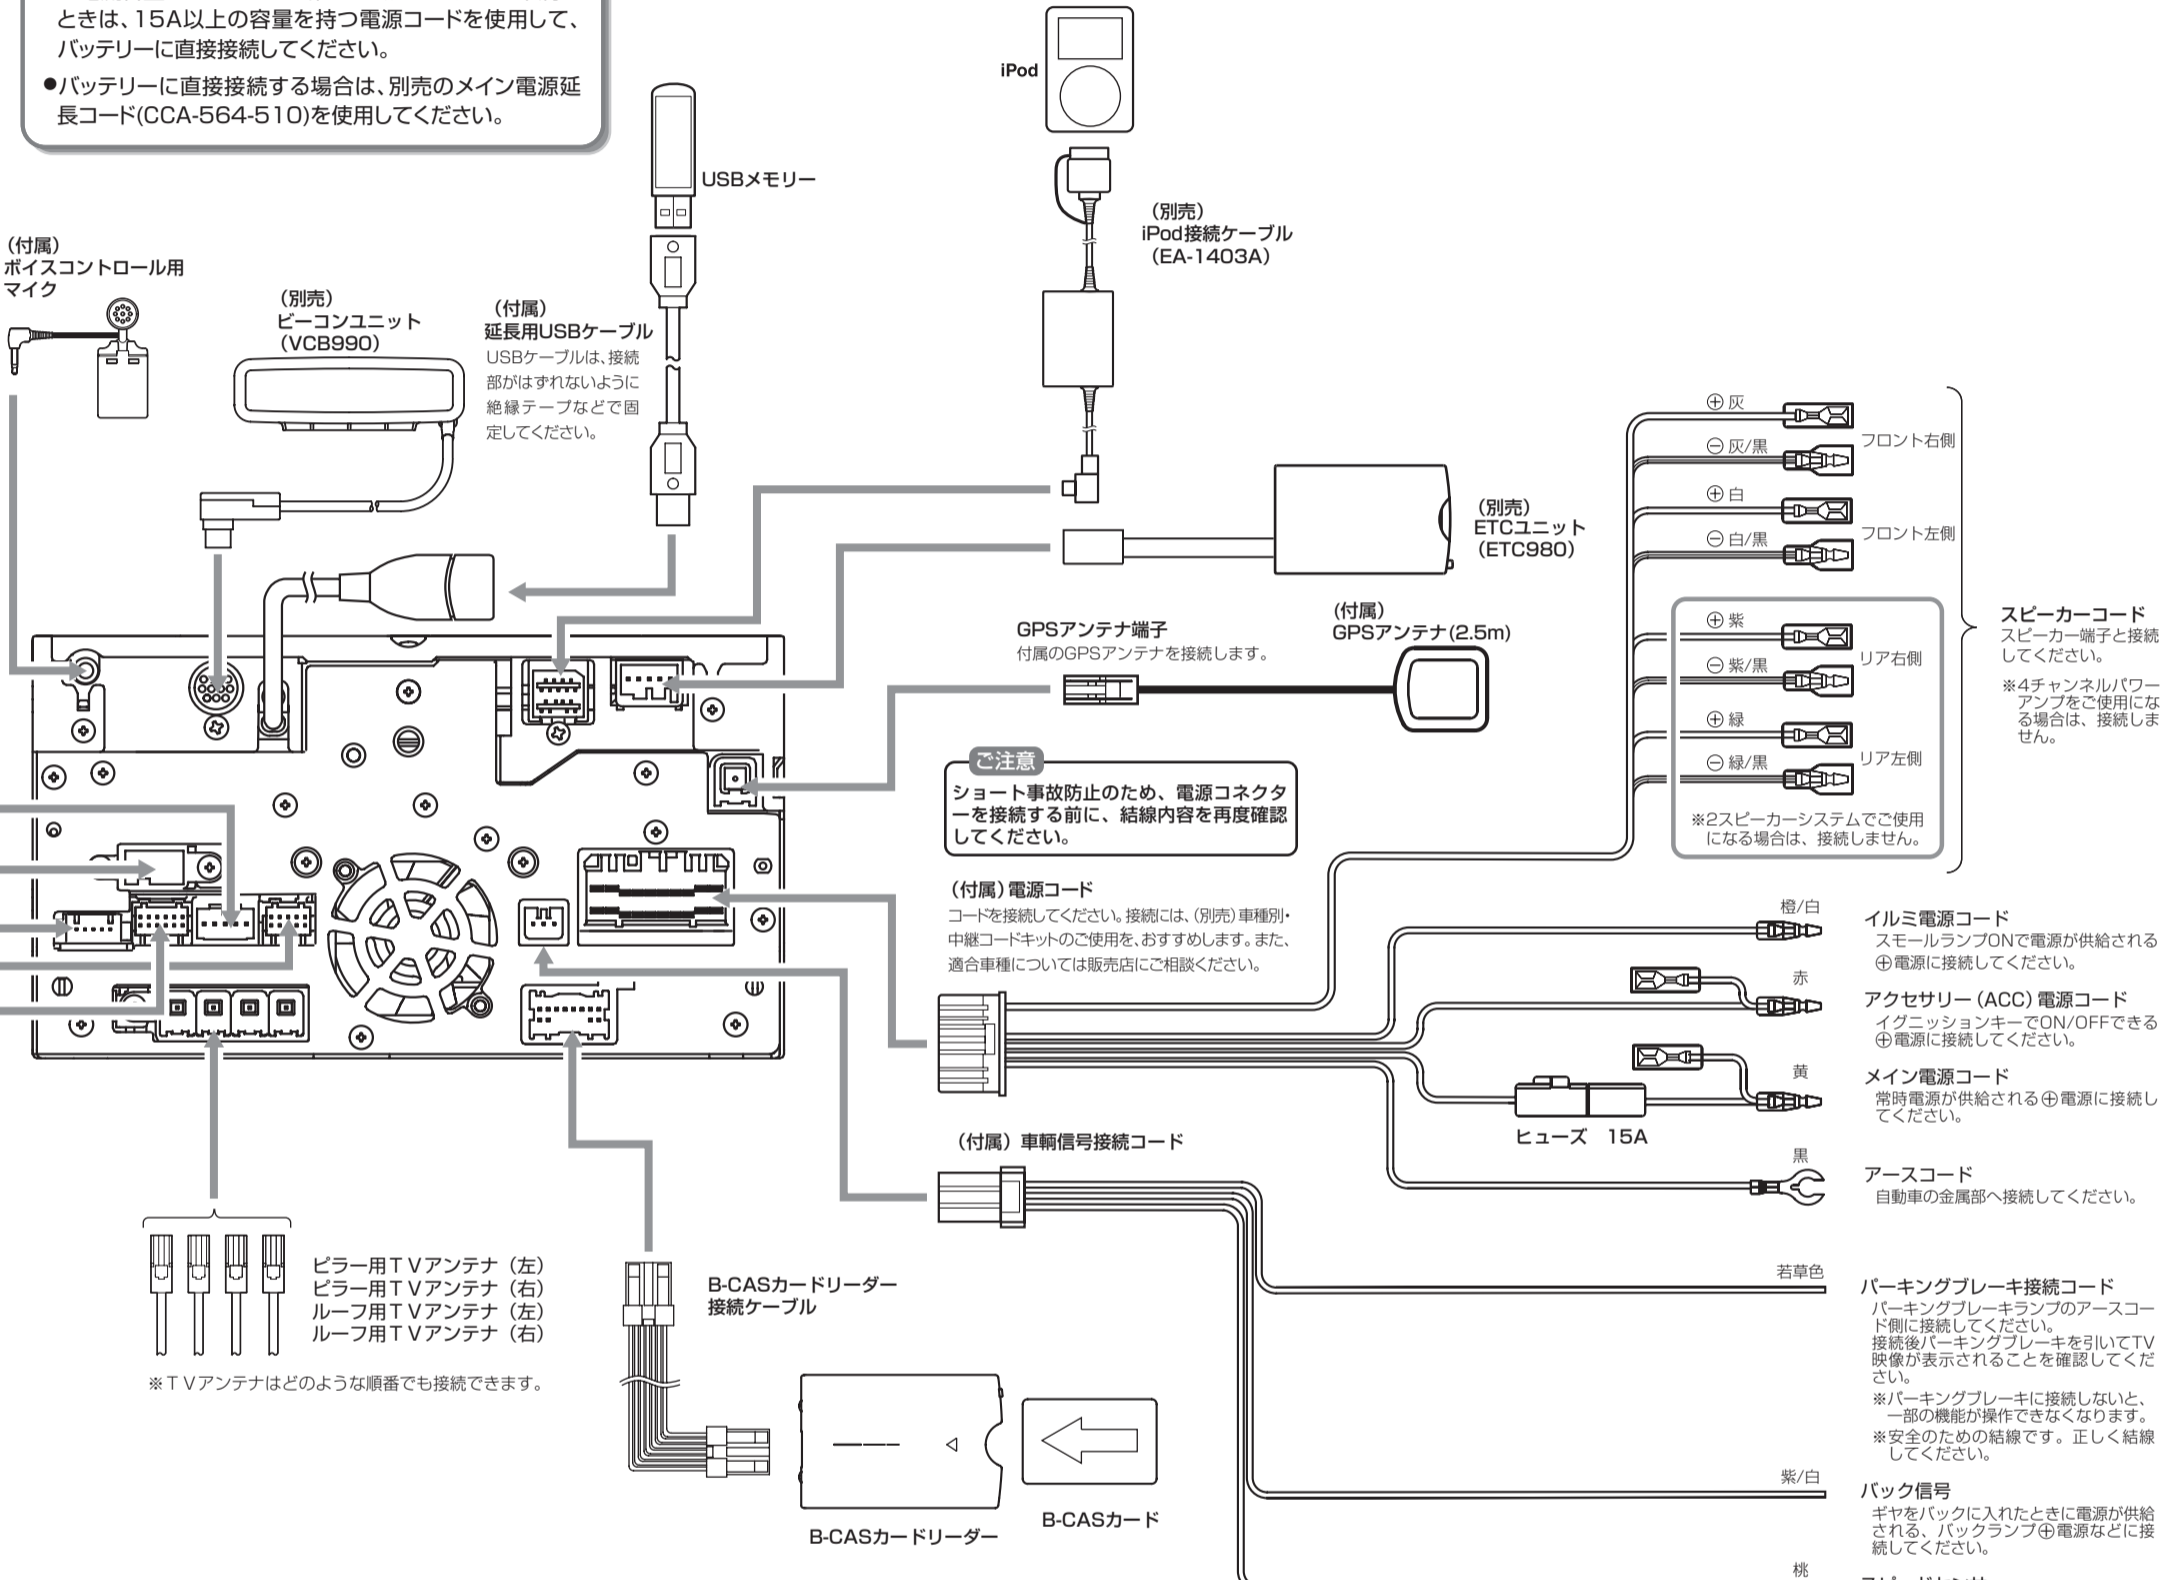 ときは、15A以上の容量を持つ電源コードを使用して、
バッテリーに直接接続してください。
●バッテリーに直接接続する場合は、別売のメイン電源延
長コード(CCA-564-510)を使用してください。
iPod
USBメモリー
（別売）
iPod接続ケーブル
（EA-1403A）
（付属）
ボイスコントロール用
マイク
（別売）
ビーコンユニット
（VCB990）
（付属）
延長用USBケーブル
USBケーブルは、接続
部がはずれないように
絶縁テープなどで固
定してください。
（別売）
ETCユニット
（ETC980）
GPSアンテナ端子
付属のGPSアンテナを接続します。
（付属）
GPSアンテナ(2.5m)
⊕ 灰
⊖ 灰/黒
フロント右側
⊕ 白
⊖ 白/黒
フロント左側
⊕ 紫
⊖ 紫/黒
リア右側
⊕ 緑
⊖ 緑/黒
リア左側
※2スピーカーシステムでご使用
になる場合は、接続しません。
スピーカーコード
スピーカー端子と接続
してください。
※4チャンネルパワー
アンプをご使用にな
る場合は、接続しま
せん。
ご注意
ショート事故防止のため、電源コネクタ
ーを接続する前に、結線内容を再度確認
してください。
（付属）電源コード
コードを接続してください。接続には、（別売）車種別・
中継コードキットのご使用を、おすすめします。また、
適合車種については販売店にご相談ください。
橙/白
イルミ電源コード
スモールランプONで電源が供給される
⊕電源に接続してください。
赤
アクセサリー（ACC）電源コード
イグニッションキーでON/OFFできる
⊕電源に接続してください。
黄
メイン電源コード
常時電源が供給される⊕電源に接続し
てください。
ヒューズ　15A
黒
アースコード
自動車の金属部へ接続してください。
（付属）車輌信号接続コード
若草色
パーキングブレーキ接続コード
パーキングブレーキランプのアースコー
ド側に接続してください。
接続後パーキングブレーキを引いてTV
映像が表示されることを確認してくだ
さい。
※パーキングブレーキに接続しないと、
一部の機能が操作できなくなります。
※安全のための結線です。正しく結線
してください。
紫/白
バック信号
ギヤをバックに入れたときに電源が供給
される、バックランプ⊕電源などに接
続してください。
桃
ピラー用ＴＶアンテナ（左）
ピラー用ＴＶアンテナ（右）
ルーフ用ＴＶアンテナ（左）
ルーフ用ＴＶアンテナ（右）
※ＴＶアンテナはどのような順番でも接続できます。
B-CASカードリーダー
接続ケーブル
B-CASカードリーダー
B-CASカード